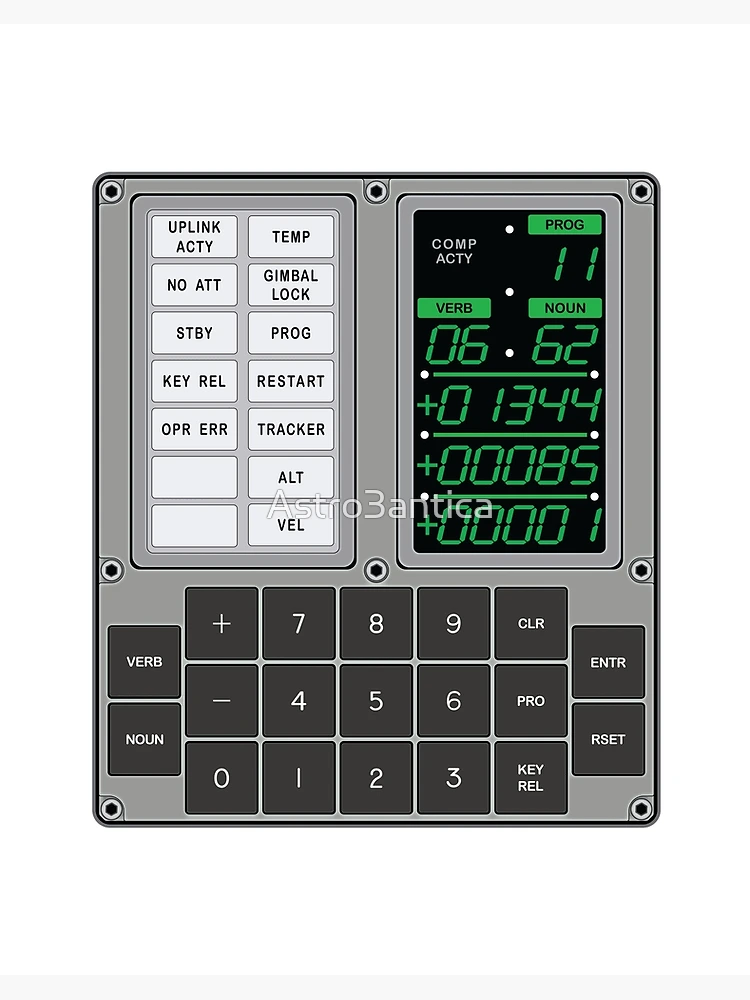 UPLINK
ACTY
TEMP
NO ATT
GIMBAL
LOCK
STBY
PROG
KEY REL
RESTART
OPR ERR
TRACKER
ALT
VEL
COMP
ACTY
PROG
11
VERB
NOUN
06
62
+01344
+00085
+00001
Astro3antica
VERB
NOUN
+
7
8
9
CLR
−
4
5
6
PRO
0
1
2
3
KEY
REL
ENTR
RSET